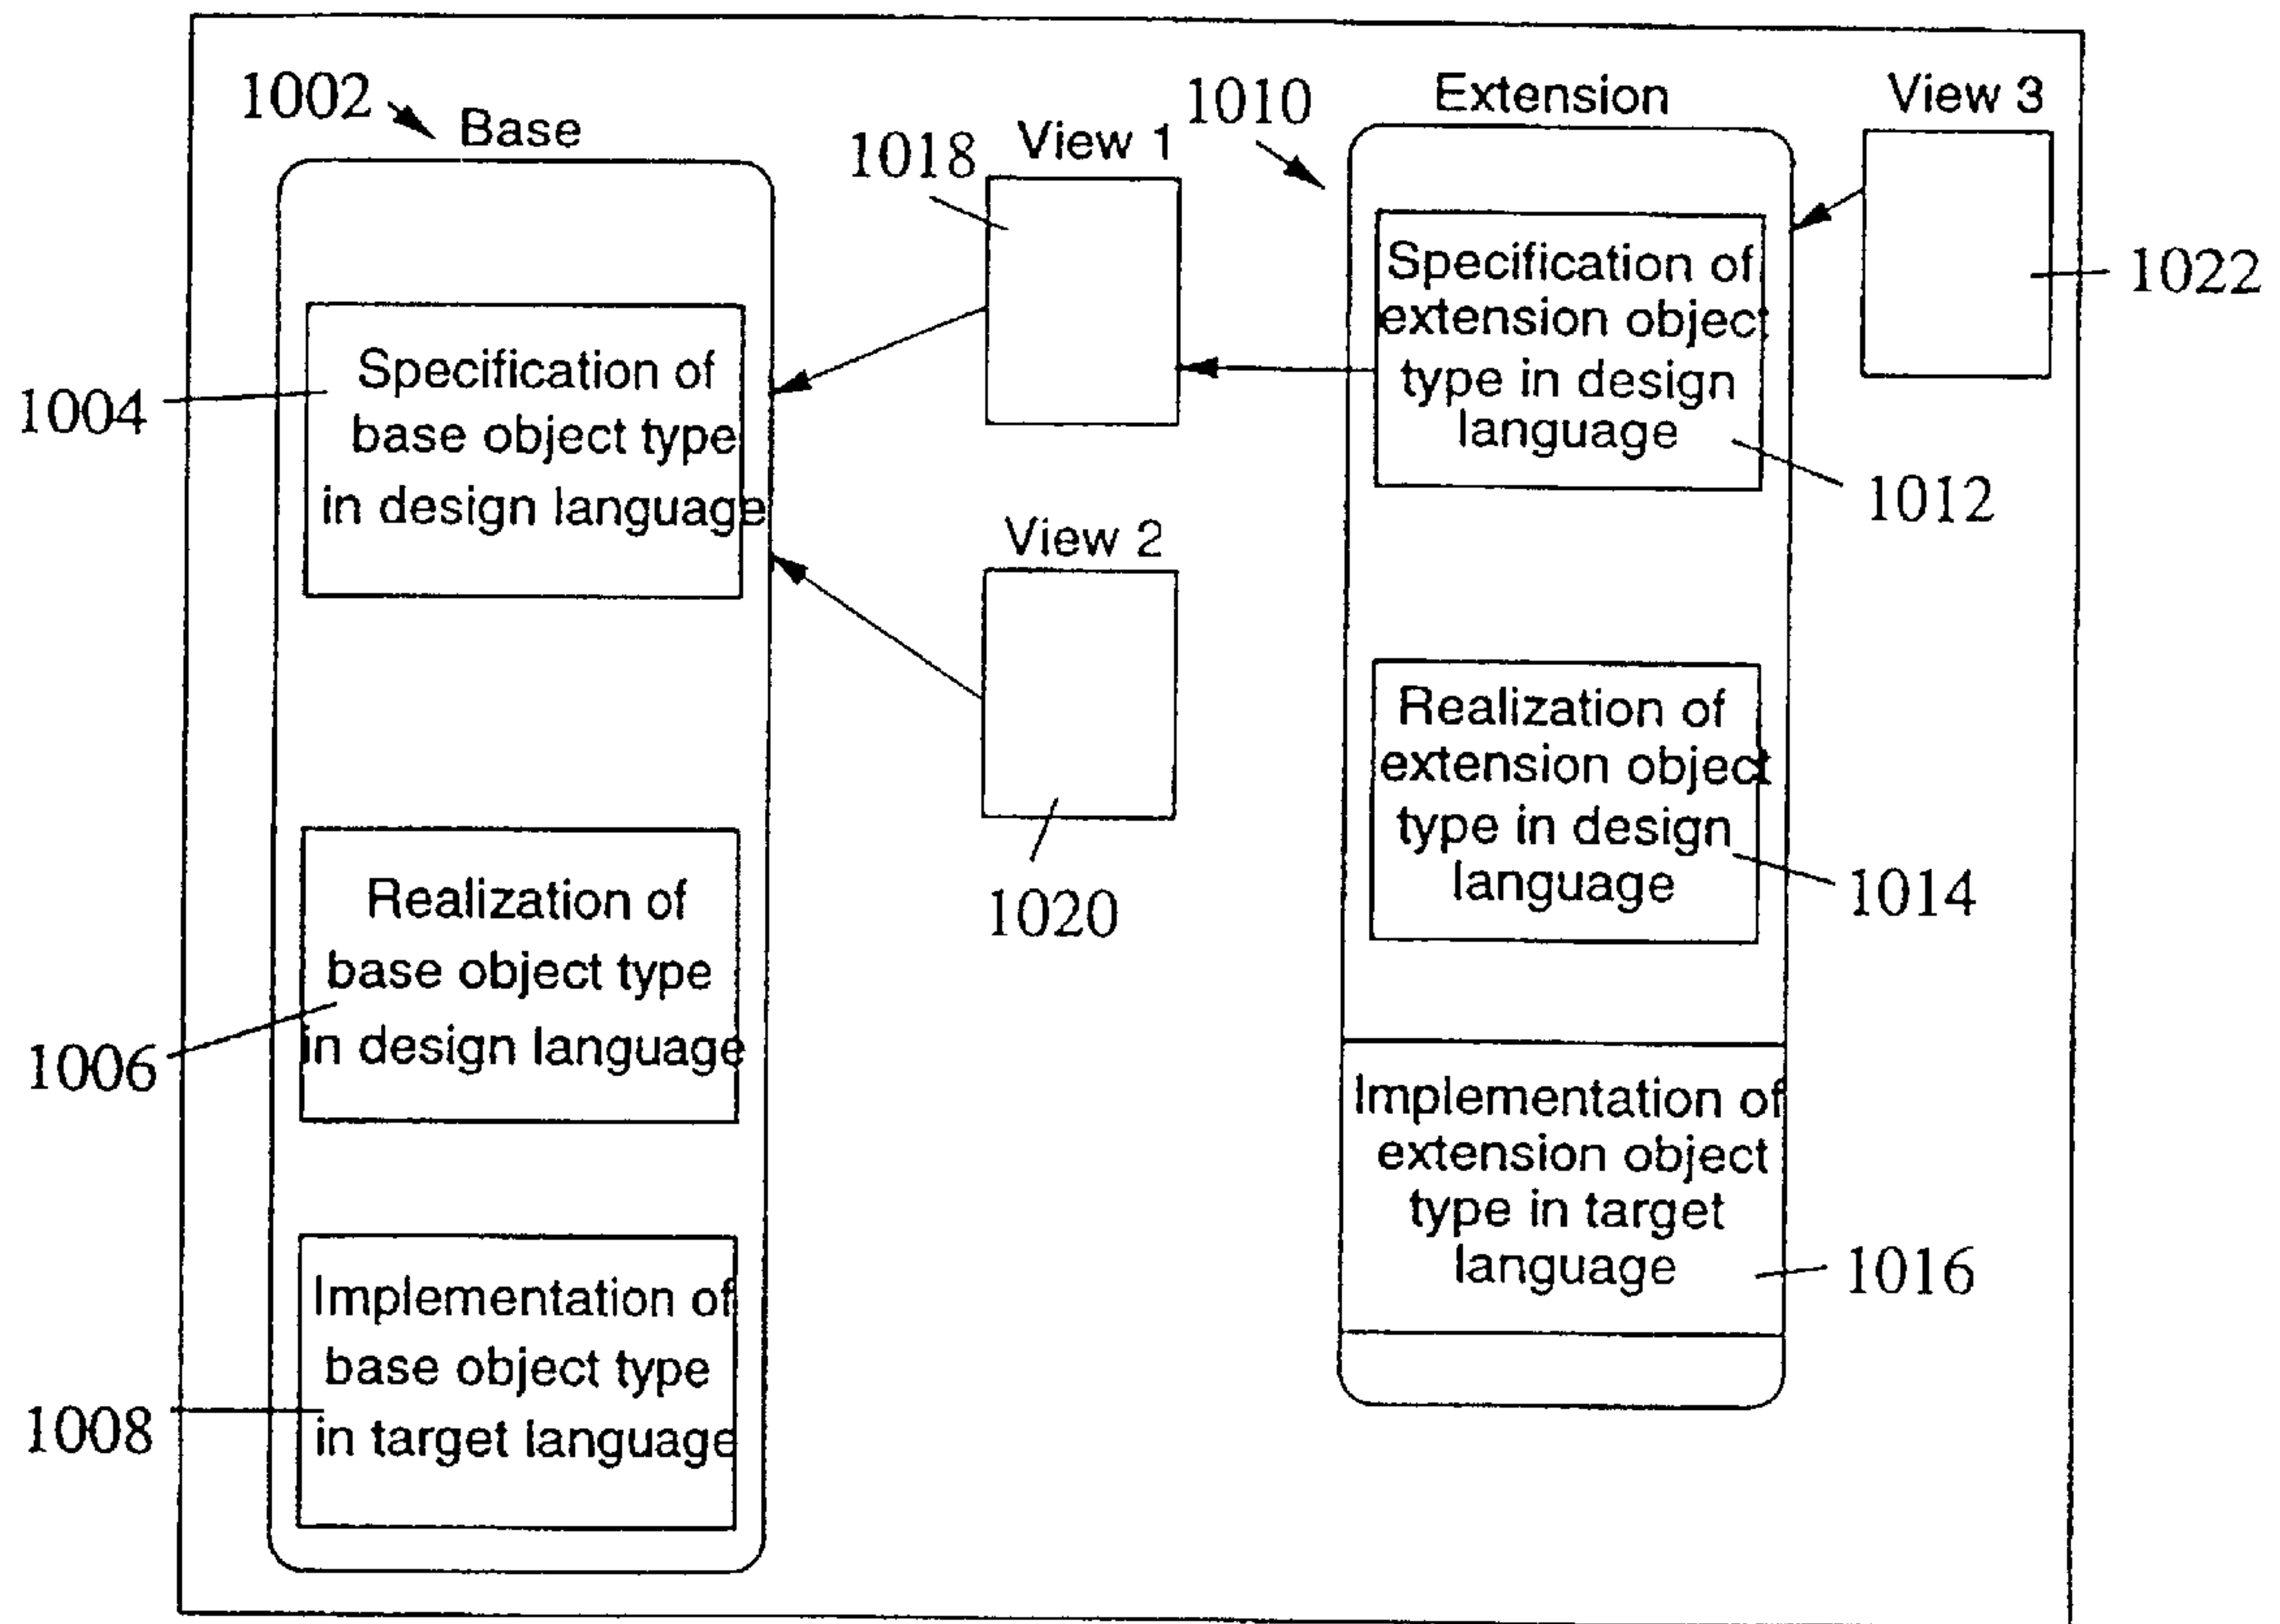 1002
Base
1004
Specification of
base object type
in design language
1006
Realization of
base object type
in design language
1008
Implementation of
base object type
in target language
1018
View 1
View 2
1020
1010
Extension
Specification of
extension object
type in design
language
1012
Realization of
extension object
type in design
language
1014
Implementation of
extension object
type in target
language
1016
View 3
1022